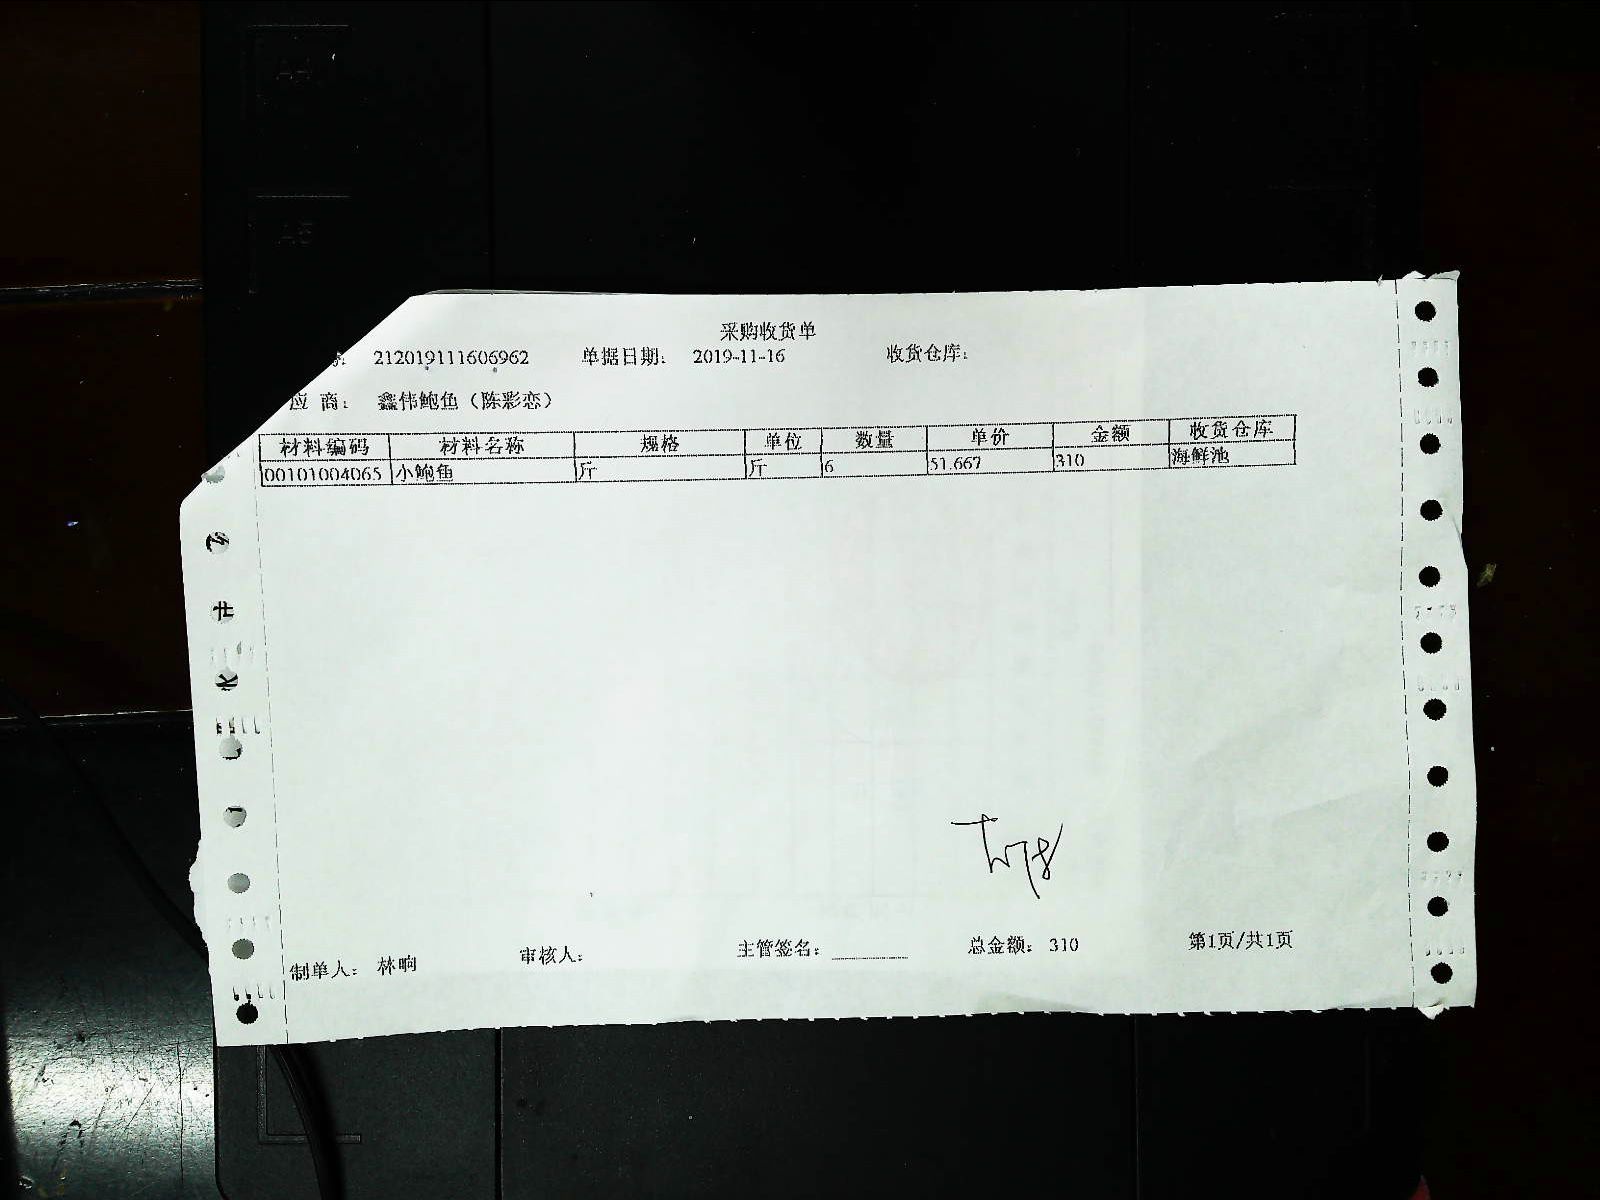 采购收货单
212019111606962 单据日期: 2019-11-16 收货仓库:
应 商: 鑫伟鲍鱼(陈彩恋)
材料编码 材料名称 规格 单位 数量 单价 金额 收货仓库
00101004065 小鲍鱼 斤 斤 6 51.667 310 海鲜池
制单人: 林晌 审核人: 主管签名: 总金额: 310 第1页/共1页